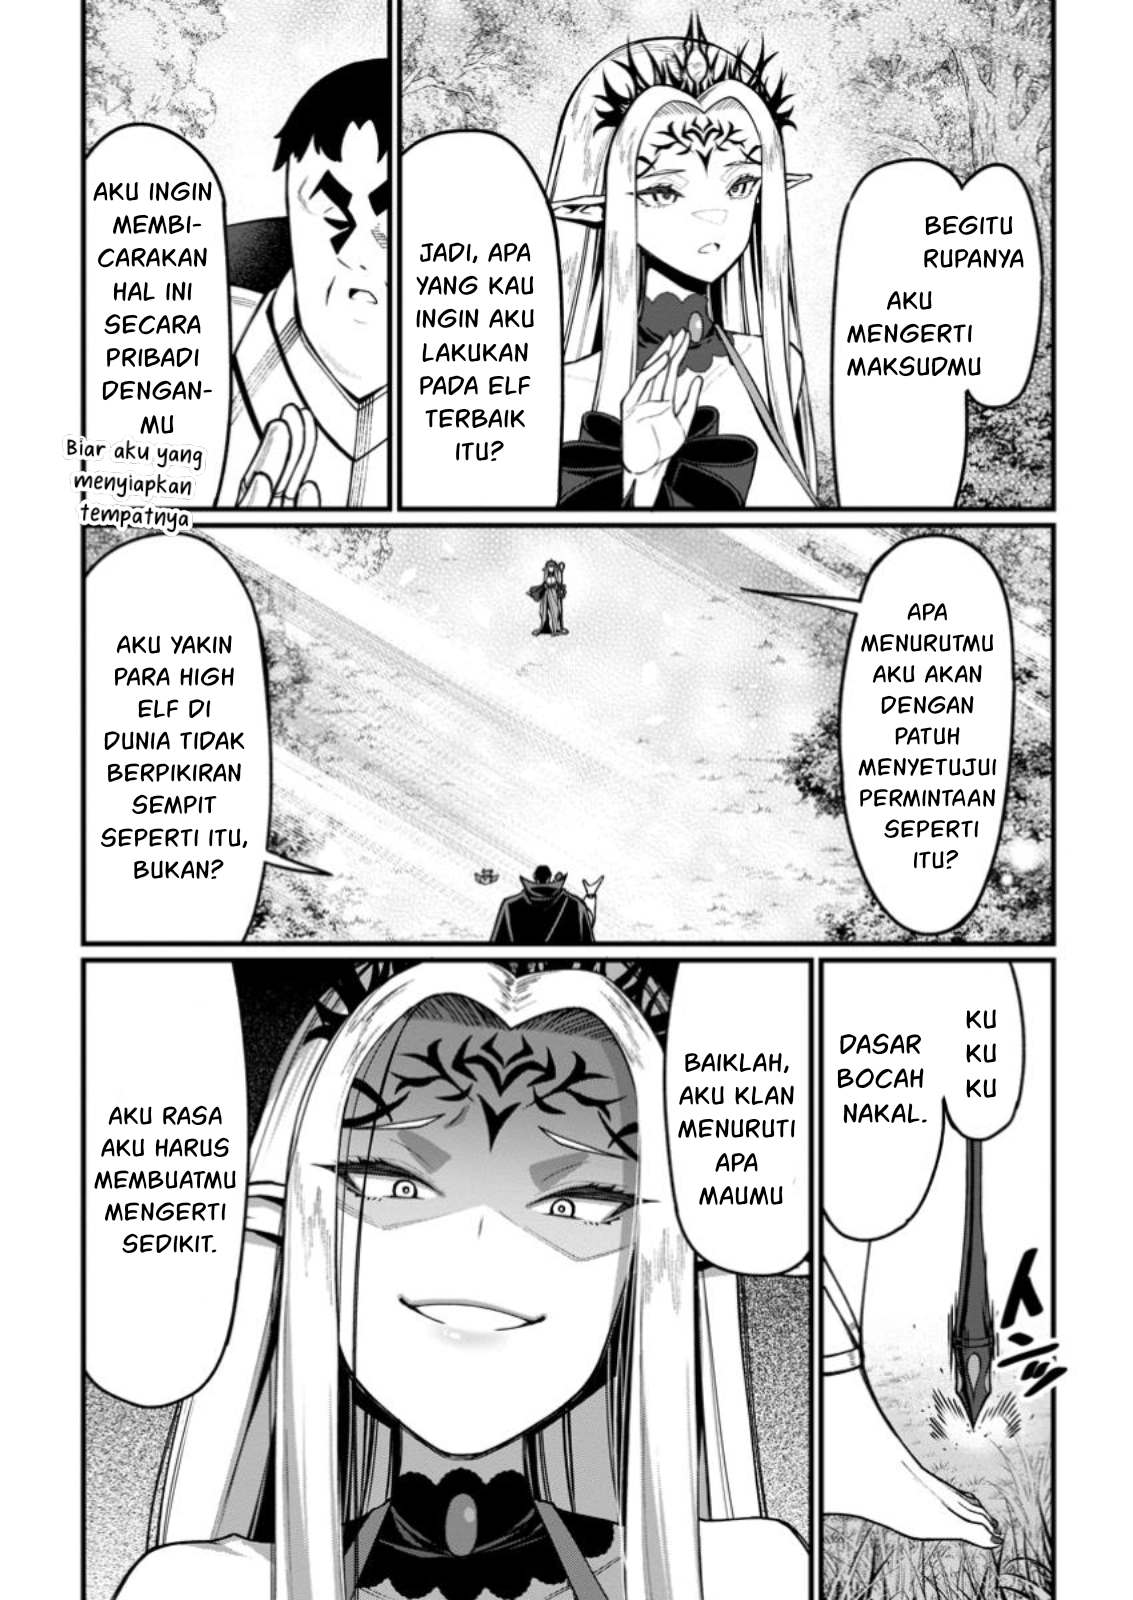 BEGITU
RUPANYA
AKU
MENGERTI
MAKSUDMU
JADI, APA
YANG KAU
INGIN AKU
LAKUKAN
PADA ELF
TERBAIK
ITU?
AKU INGIN
MEMBI-
CARAKAN
HAL INI
SECARA
PRIBADI
DENGAN-
MU
Biar aku yang
menyiapkan
tempatnya
APA
MENURUTMU
AKU AKAN
DENGAN
PATUH
MENYETUJUI
PERMINTAAN
SEPERTI
ITU?
AKU YAKIN
PARA HIGH
ELF DI
DUNIA TIDAK
BERPIKIRAN
SEMPIT
SEPERTI ITU,
BUKAN?
KU
KU
KU
DASAR
BOCAH
NAKAL.
BAIKLAH,
AKU KLAN
MENURUTI
APA
MAUMU
AKU RASA
AKU HARUS
MEMBUATMU
MENGERTI
SEDIKIT.